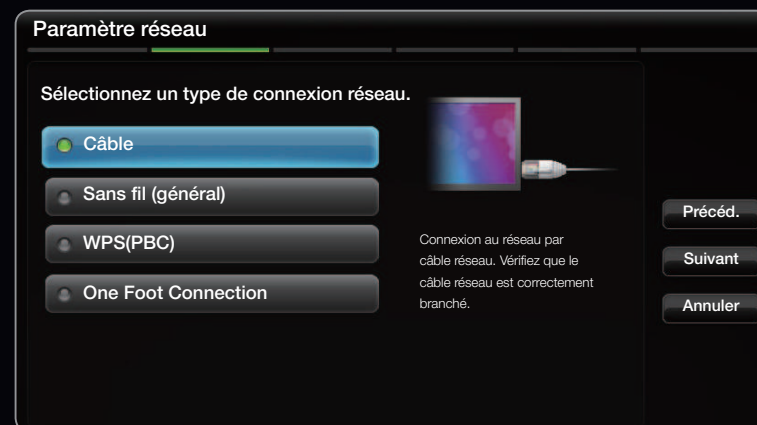 Paramètre réseau
Sélectionnez un type de connexion réseau.
Câble
Sans fil (général)
WPS(PBC)
One Foot Connection
Connexion au réseau par
câble réseau. Vérifiez que le
câble réseau est correctement
branché.
Précéd.
Suivant
Annuler